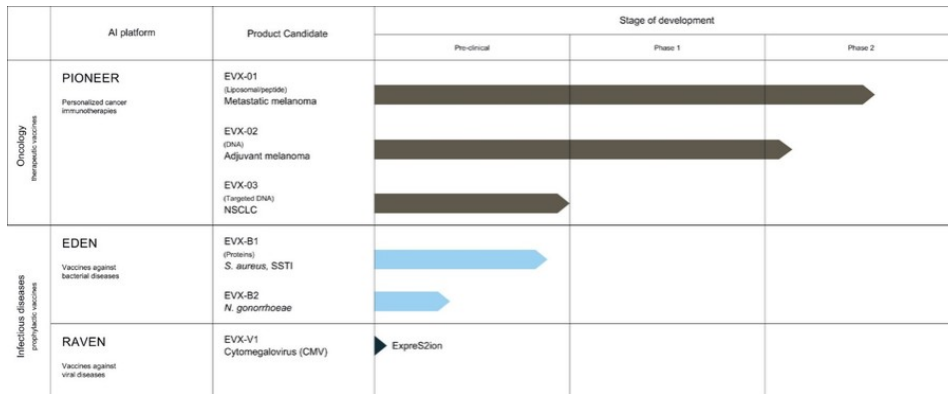 AI platform
Product Candidate
Stage of development
Pre-clinical
Phase 1
Phase 2
Oncology
therapeutic vaccines
PIONEER
Personalized cancer
immunotherapies
EVX-01
(Liposomal/peptide)
Metastatic melanoma
EVX-02
(DNA)
Adjuvant melanoma
EVX-03
(Targeted DNA)
NSCLC
Infectious diseases
prophylactic vaccines
EDEN
Vaccines against
bacterial diseases
EVX-B1
(Proteins)
S. aureus, SSTI
EVX-B2
N. gonorrhoeae
RAVEN
Vaccines against
viral diseases
EVX-V1
Cytomegalovirus (CMV)
ExpreS2ion